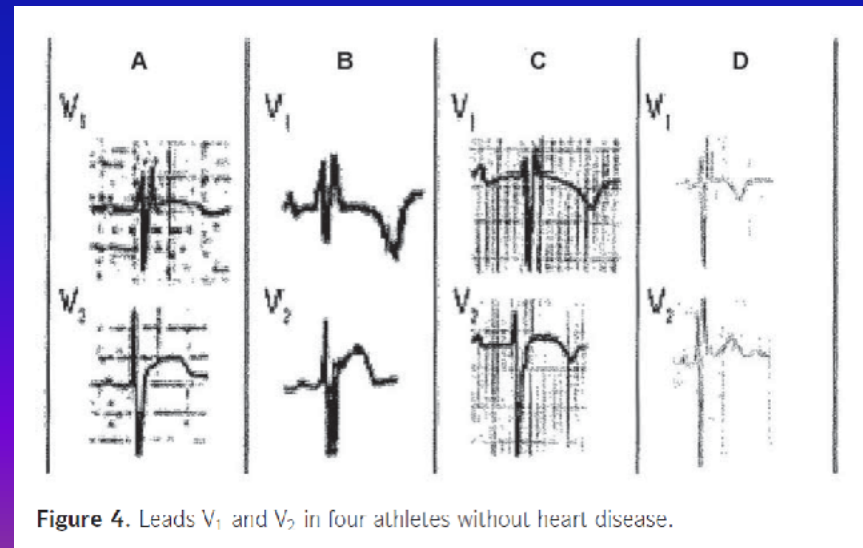 A B C D
V₁ V₁ V₁ V₁
V₂ V₂ V₂ V₂
Figure 4. Leads V₁ and V₂ in four athletes without heart disease.